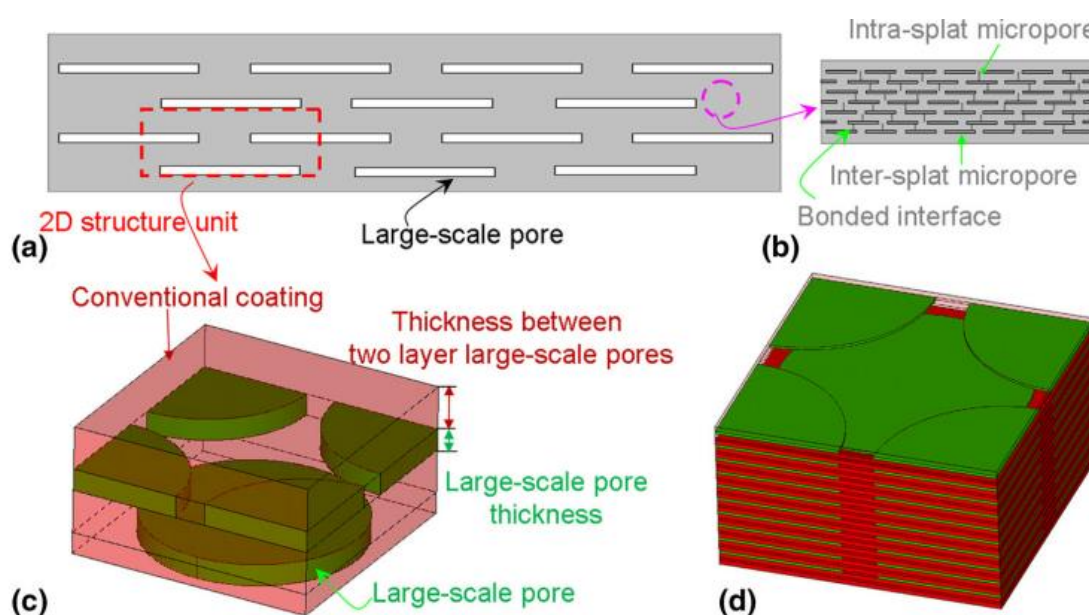 (a)
Intra-splat micropore
2D structure unit
Large-scale pore
Inter-splat micropore
Bonded interface
(b)
Conventional coating
Thickness between
two layer large-scale pores
Large-scale pore
thickness
Large-scale pore
(c)
(d)